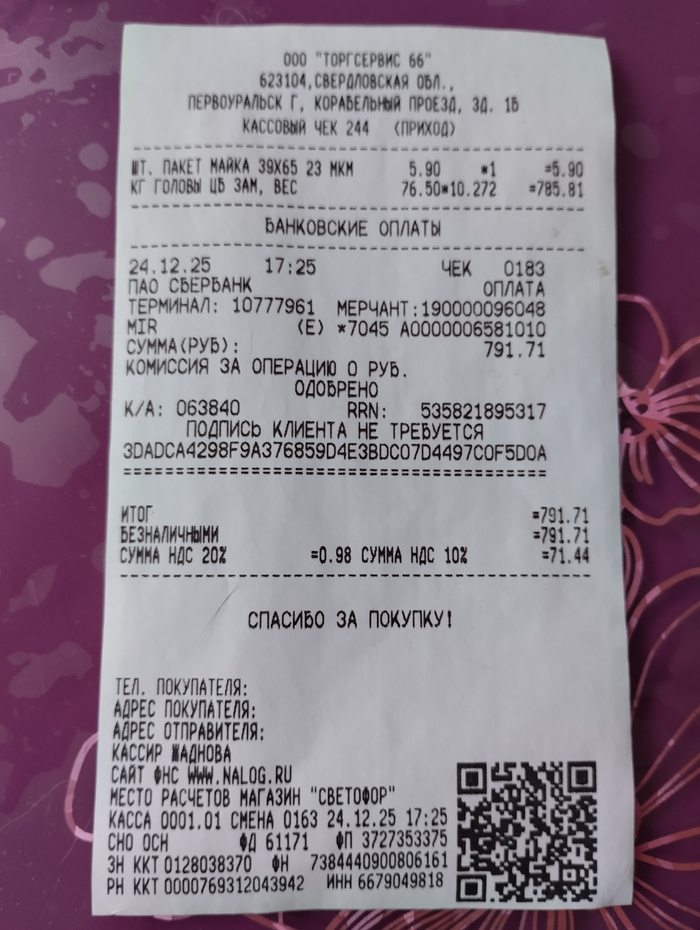 ООО "ТОРГСЕРВИС 66"
623104,СВЕРДЛОВСКАЯ ОБЛ.,
ПЕРВОУРАЛЬСК Г, КОРАБЕЛЬНЫЙ ПРОЕЗД, ЗД. 1Б
КАССОВЫЙ ЧЕК 244 (ПРИХОД)
ШТ. ПАКЕТ МАЙКА 39Х65 23 МКМ 5.90 *1 =5.90
КГ ГОЛОВЫ ЦБ ЗАМ, ВЕС 76.50*10.272 =785.81
БАНКОВСКИЕ ОПЛАТЫ
24.12.25 17:25 ЧЕК 0183
ПАО СБЕРБАНК ОПЛАТА
ТЕРМИНАЛ: 10777961 МЕРЧАНТ:190000096048
MIR (E) *7045 A0000006581010
СУММА(РУБ): 791.71
КОМИССИЯ ЗА ОПЕРАЦИЮ 0 РУБ.
ОДОБРЕНО
К/А: 063840 RRN: 535821895317
ПОДПИСЬ КЛИЕНТА НЕ ТРЕБУЕТСЯ
3DADCA4298F9A376859D4E3BDC07D4497C0F5D0A
==========================================
ИТОГ =791.71
БЕЗНАЛИЧНЫМИ =791.71
СУММА НДС 20% =0.98 СУММА НДС 10% =71.44
СПАСИБО ЗА ПОКУПКУ!
ТЕЛ. ПОКУПАТЕЛЯ:
АДРЕС ПОКУПАТЕЛЯ:
АДРЕС ОТПРАВИТЕЛЯ:
КАССИР ЖАДНОВА
САЙТ ФНС WWW.NALOG.RU
МЕСТО РАСЧЕТОВ МАГАЗИН "СВЕТОФОР"
КАССА 0001.01 СМЕНА 0163 24.12.25 17:25
СНО ОСН ФД 61171 ФП 3727353375
ЗН ККТ 0128038370 ФН 7384440900806161
РН ККТ 0000769312043942 ИНН 6679049818